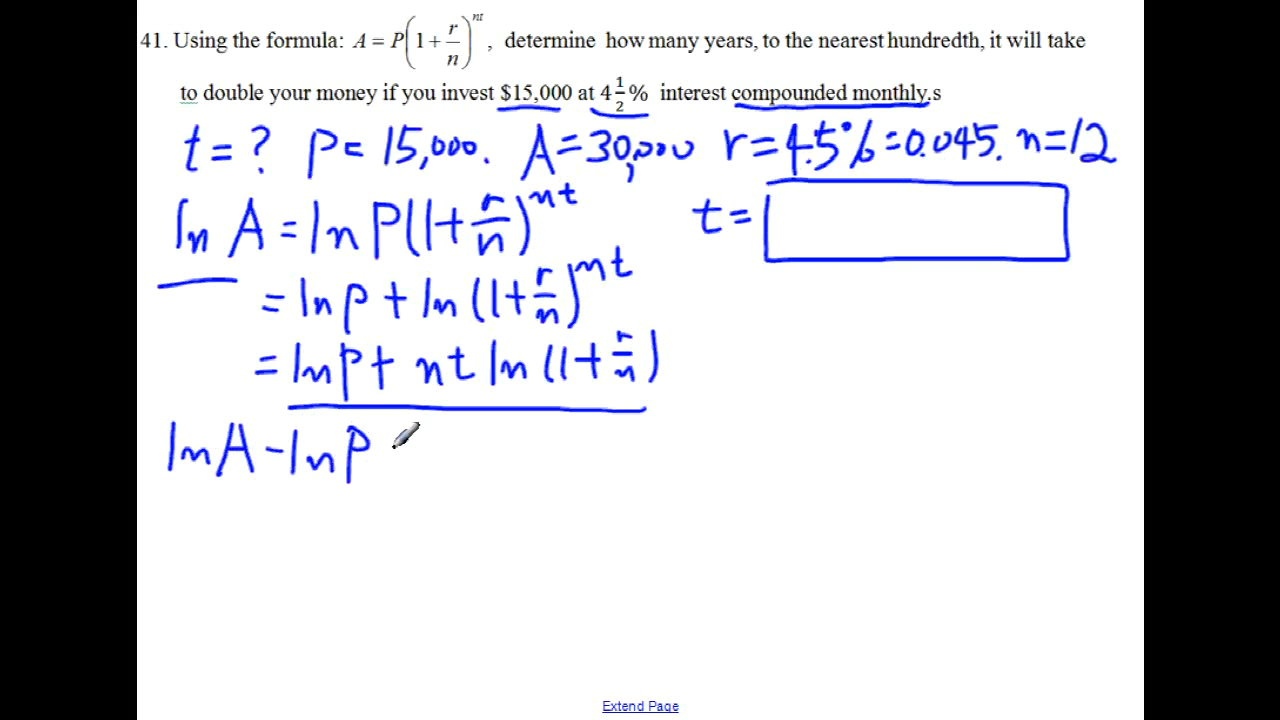 41. Using the formula: A = P(1 + r/n)^nt, determine how many years, to the nearest hundredth, it will take
to double your money if you invest $15,000 at 4 1/2 % interest compounded monthly.s
t = ? P = 15,000. A = 30,000 r = 4.5% = 0.045. n = 12
ln A = ln P(1 + r/n)^nt t =
= ln P + ln (1 + r/n)^nt
= ln P + nt ln (1 + r/n)
ln A - ln P
Extend Page